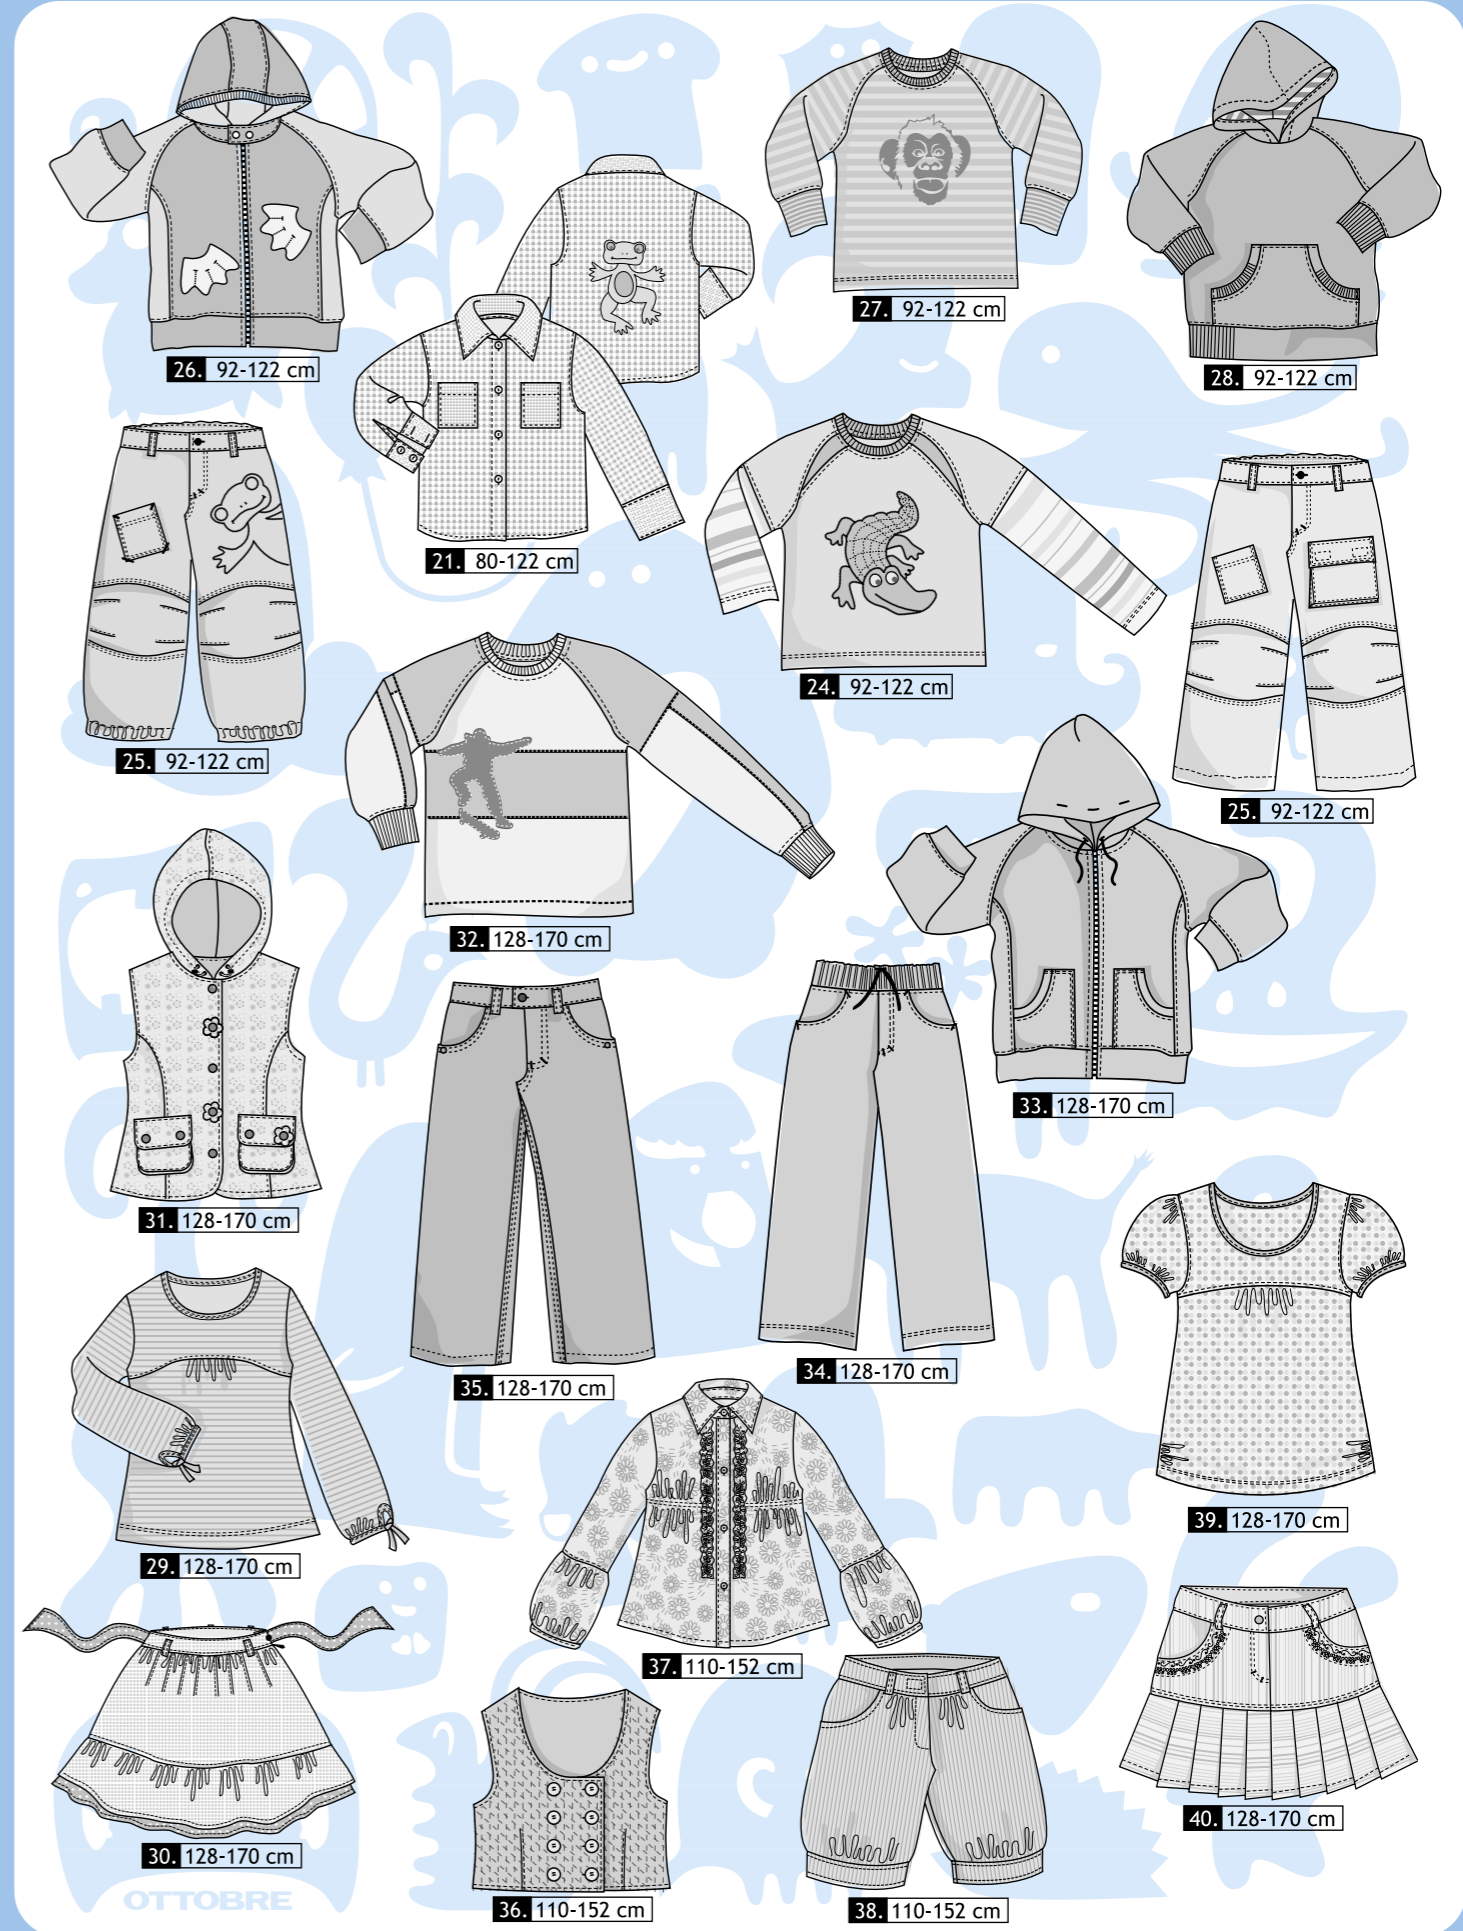 27. 92-122 cm
26. 92-122 cm
28. 92-122 cm
21. 80-122 cm
24. 92-122 cm
25. 92-122 cm
25. 92-122 cm
32. 128-170 cm
33. 128-170 cm
31. 128-170 cm
34. 128-170 cm
35. 128-170 cm
39. 128-170 cm
29. 128-170 cm
37. 110-152 cm
40. 128-170 cm
30. 128-170 cm
36. 110-152 cm
38. 110-152 cm
OTTOBRE